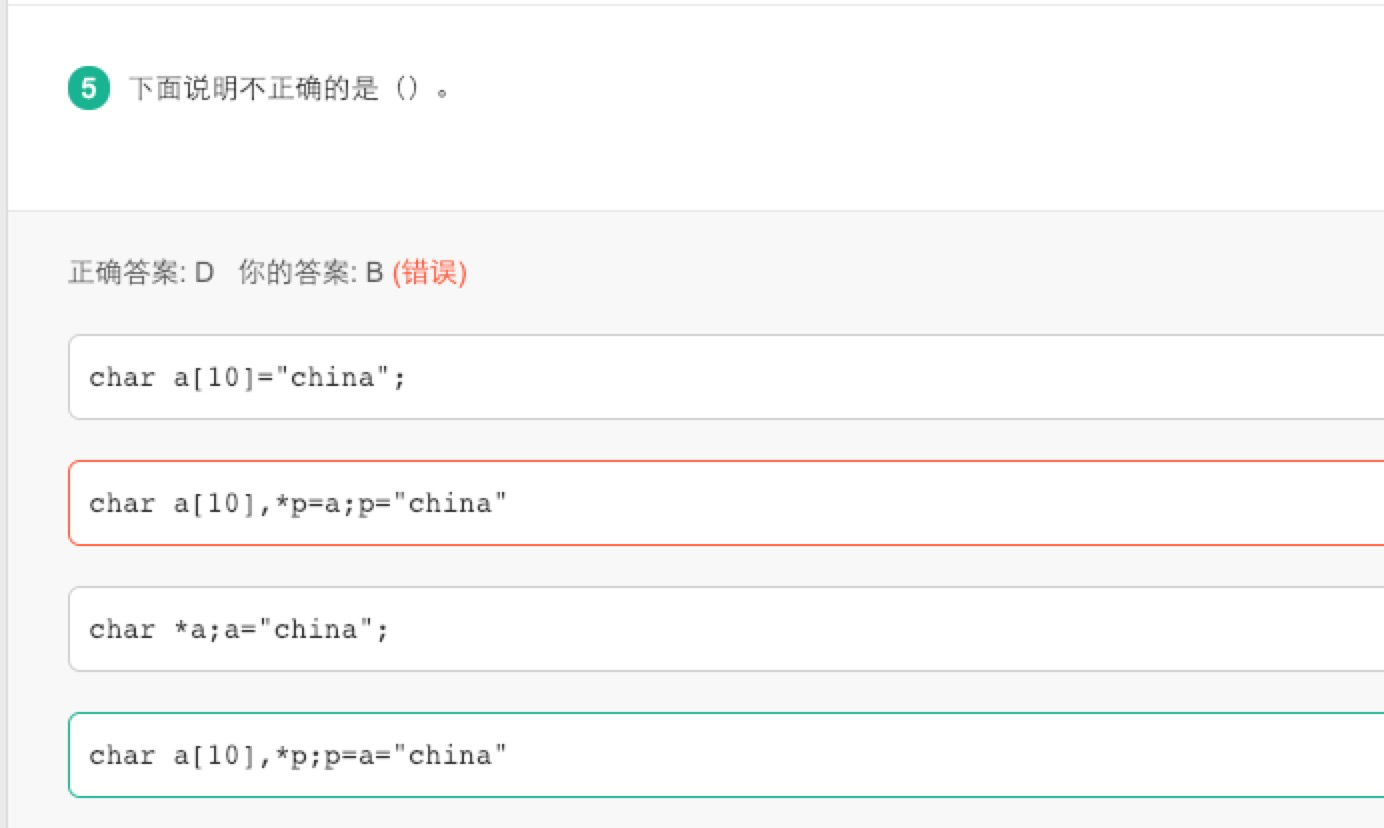 5 下面说明不正确的是（）。
正确答案: D 你的答案: B (错误)
char a[10]="china";
char a[10],*p=a;p="china"
char *a;a="china";
char a[10],*p;p=a="china"